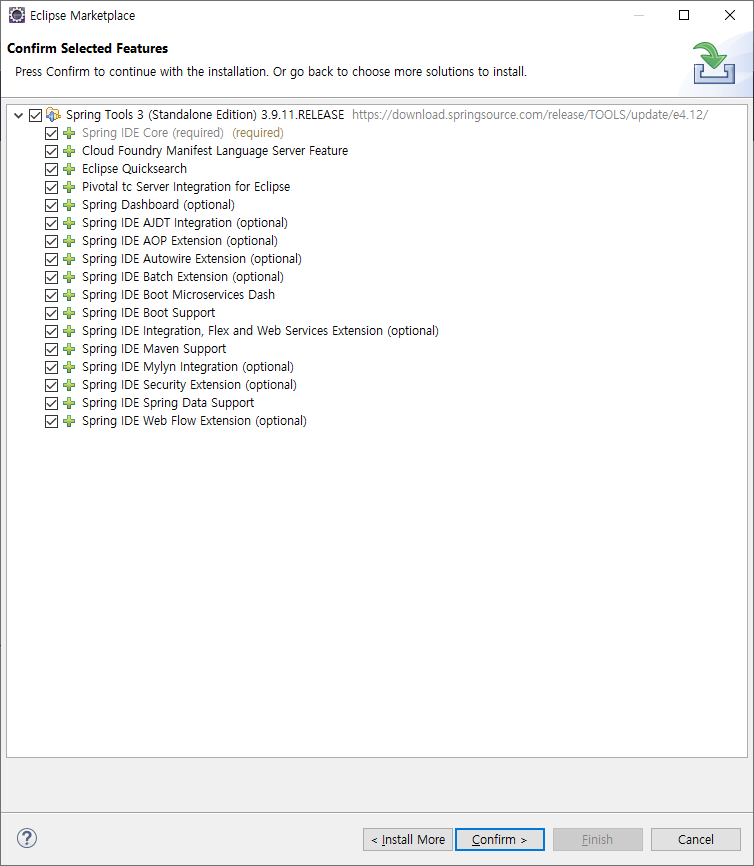 Eclipse Marketplace
Confirm Selected Features
Press Confirm to continue with the installation. Or go back to choose more solutions to install.
Spring Tools 3 (Standalone Edition) 3.9.11.RELEASE https://download.springsource.com/release/TOOLS/update/e4.12/
Spring IDE Core (required) (required)
Cloud Foundry Manifest Language Server Feature
Eclipse Quicksearch
Pivotal tc Server Integration for Eclipse
Spring Dashboard (optional)
Spring IDE AJDT Integration (optional)
Spring IDE AOP Extension (optional)
Spring IDE Autowire Extension (optional)
Spring IDE Batch Extension (optional)
Spring IDE Boot Microservices Dash
Spring IDE Boot Support
Spring IDE Integration, Flex and Web Services Extension (optional)
Spring IDE Maven Support
Spring IDE Mylyn Integration (optional)
Spring IDE Security Extension (optional)
Spring IDE Spring Data Support
Spring IDE Web Flow Extension (optional)
? < Install More Confirm > Finish Cancel